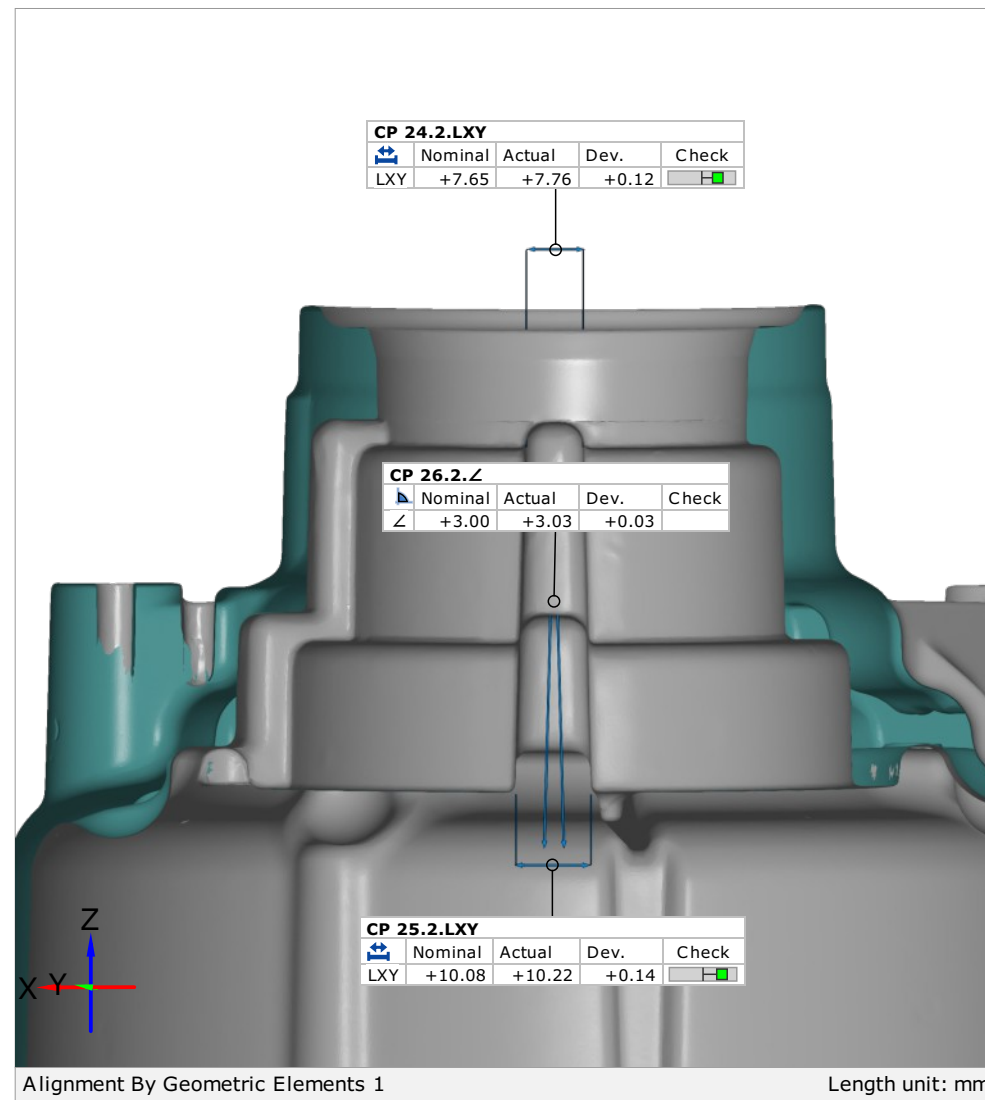 CP 24.2.LXY
Nominal Actual Dev. Check
LXY +7.65 +7.76 +0.12
CP 26.2.∠
Nominal Actual Dev. Check
∠ +3.00 +3.03 +0.03
CP 25.2.LXY
Nominal Actual Dev. Check
LXY +10.08 +10.22 +0.14
Z
X Y
Alignment By Geometric Elements 1 Length unit: mm